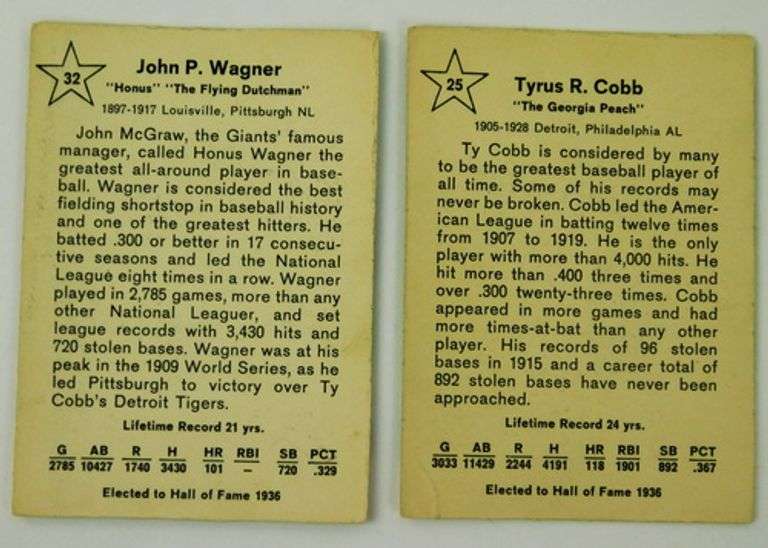 32
John P. Wagner
"Honus" "The Flying Dutchman"
1897-1917 Louisville, Pittsburgh NL
John McGraw, the Giants' famous
manager, called Honus Wagner the
greatest all-around player in base-
ball. Wagner is considered the best
fielding shortstop in baseball history
and one of the greatest hitters. He
batted .300 or better in 17 consecu-
tive seasons and led the National
League eight times in a row. Wagner
played in 2,785 games, more than any
other National Leaguer, and set
league records with 3,430 hits and
720 stolen bases. Wagner was at his
peak in the 1909 World Series, as he
led Pittsburgh to victory over Ty
Cobb's Detroit Tigers.
Lifetime Record 21 yrs.
G AB R H HR RBI SB PCT
2785 10427 1740 3430 101 – 720 .329
Elected to Hall of Fame 1936
25
Tyrus R. Cobb
"The Georgia Peach"
1905-1928 Detroit, Philadelphia AL
Ty Cobb is considered by many
to be the greatest baseball player of
all time. Some of his records may
never be broken. Cobb led the Amer-
ican League in batting twelve times
from 1907 to 1919. He is the only
player with more than 4,000 hits. He
hit more than .400 three times and
over .300 twenty-three times. Cobb
appeared in more games and had
more times-at-bat than any other
player. His records of 96 stolen
bases in 1915 and a career total of
892 stolen bases have never been
approached.
Lifetime Record 24 yrs.
G AB R H HR RBI SB PCT
3033 11429 2244 4191 118 1901 892 .367
Elected to Hall of Fame 1936